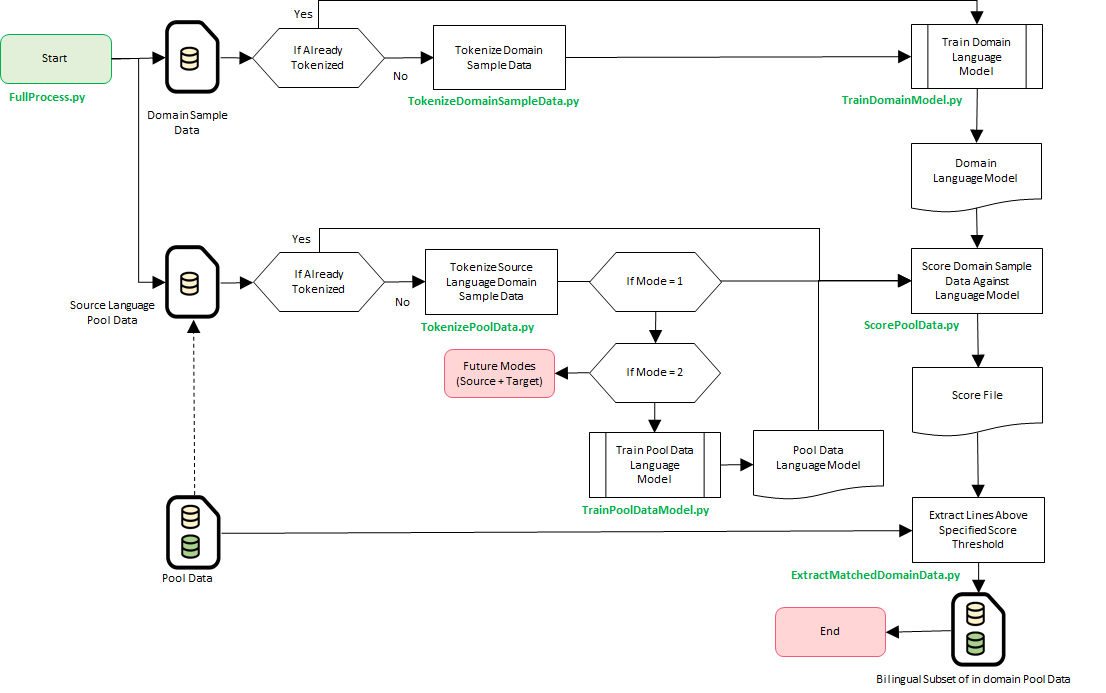 Yes
Start
If Already
Tokenized
No
Tokenize Domain
Sample Data
Train Domain
Language
Model
FullProcess.py
TokenizeDomainSampleData.py
TrainDomainModel.py
Domain Sample
Data
Domain
Language Model
Yes
If Already
Tokenized
No
Tokenize Source
Language Domain
Sample Data
If Mode = 1
Score Domain Sample
Data Against
Language Model
Source Language
Pool Data
TokenizePoolData.py
ScorePoolData.py
Future Modes
(Source + Target)
If Mode = 2
Score File
Train Pool Data
Language
Model
Pool Data
Language Model
TrainPoolDataModel.py
Extract Lines Above
Specified Score
Threshold
Pool Data
ExtractMatchedDomainData.py
End
Bilingual Subset of in domain Pool Data